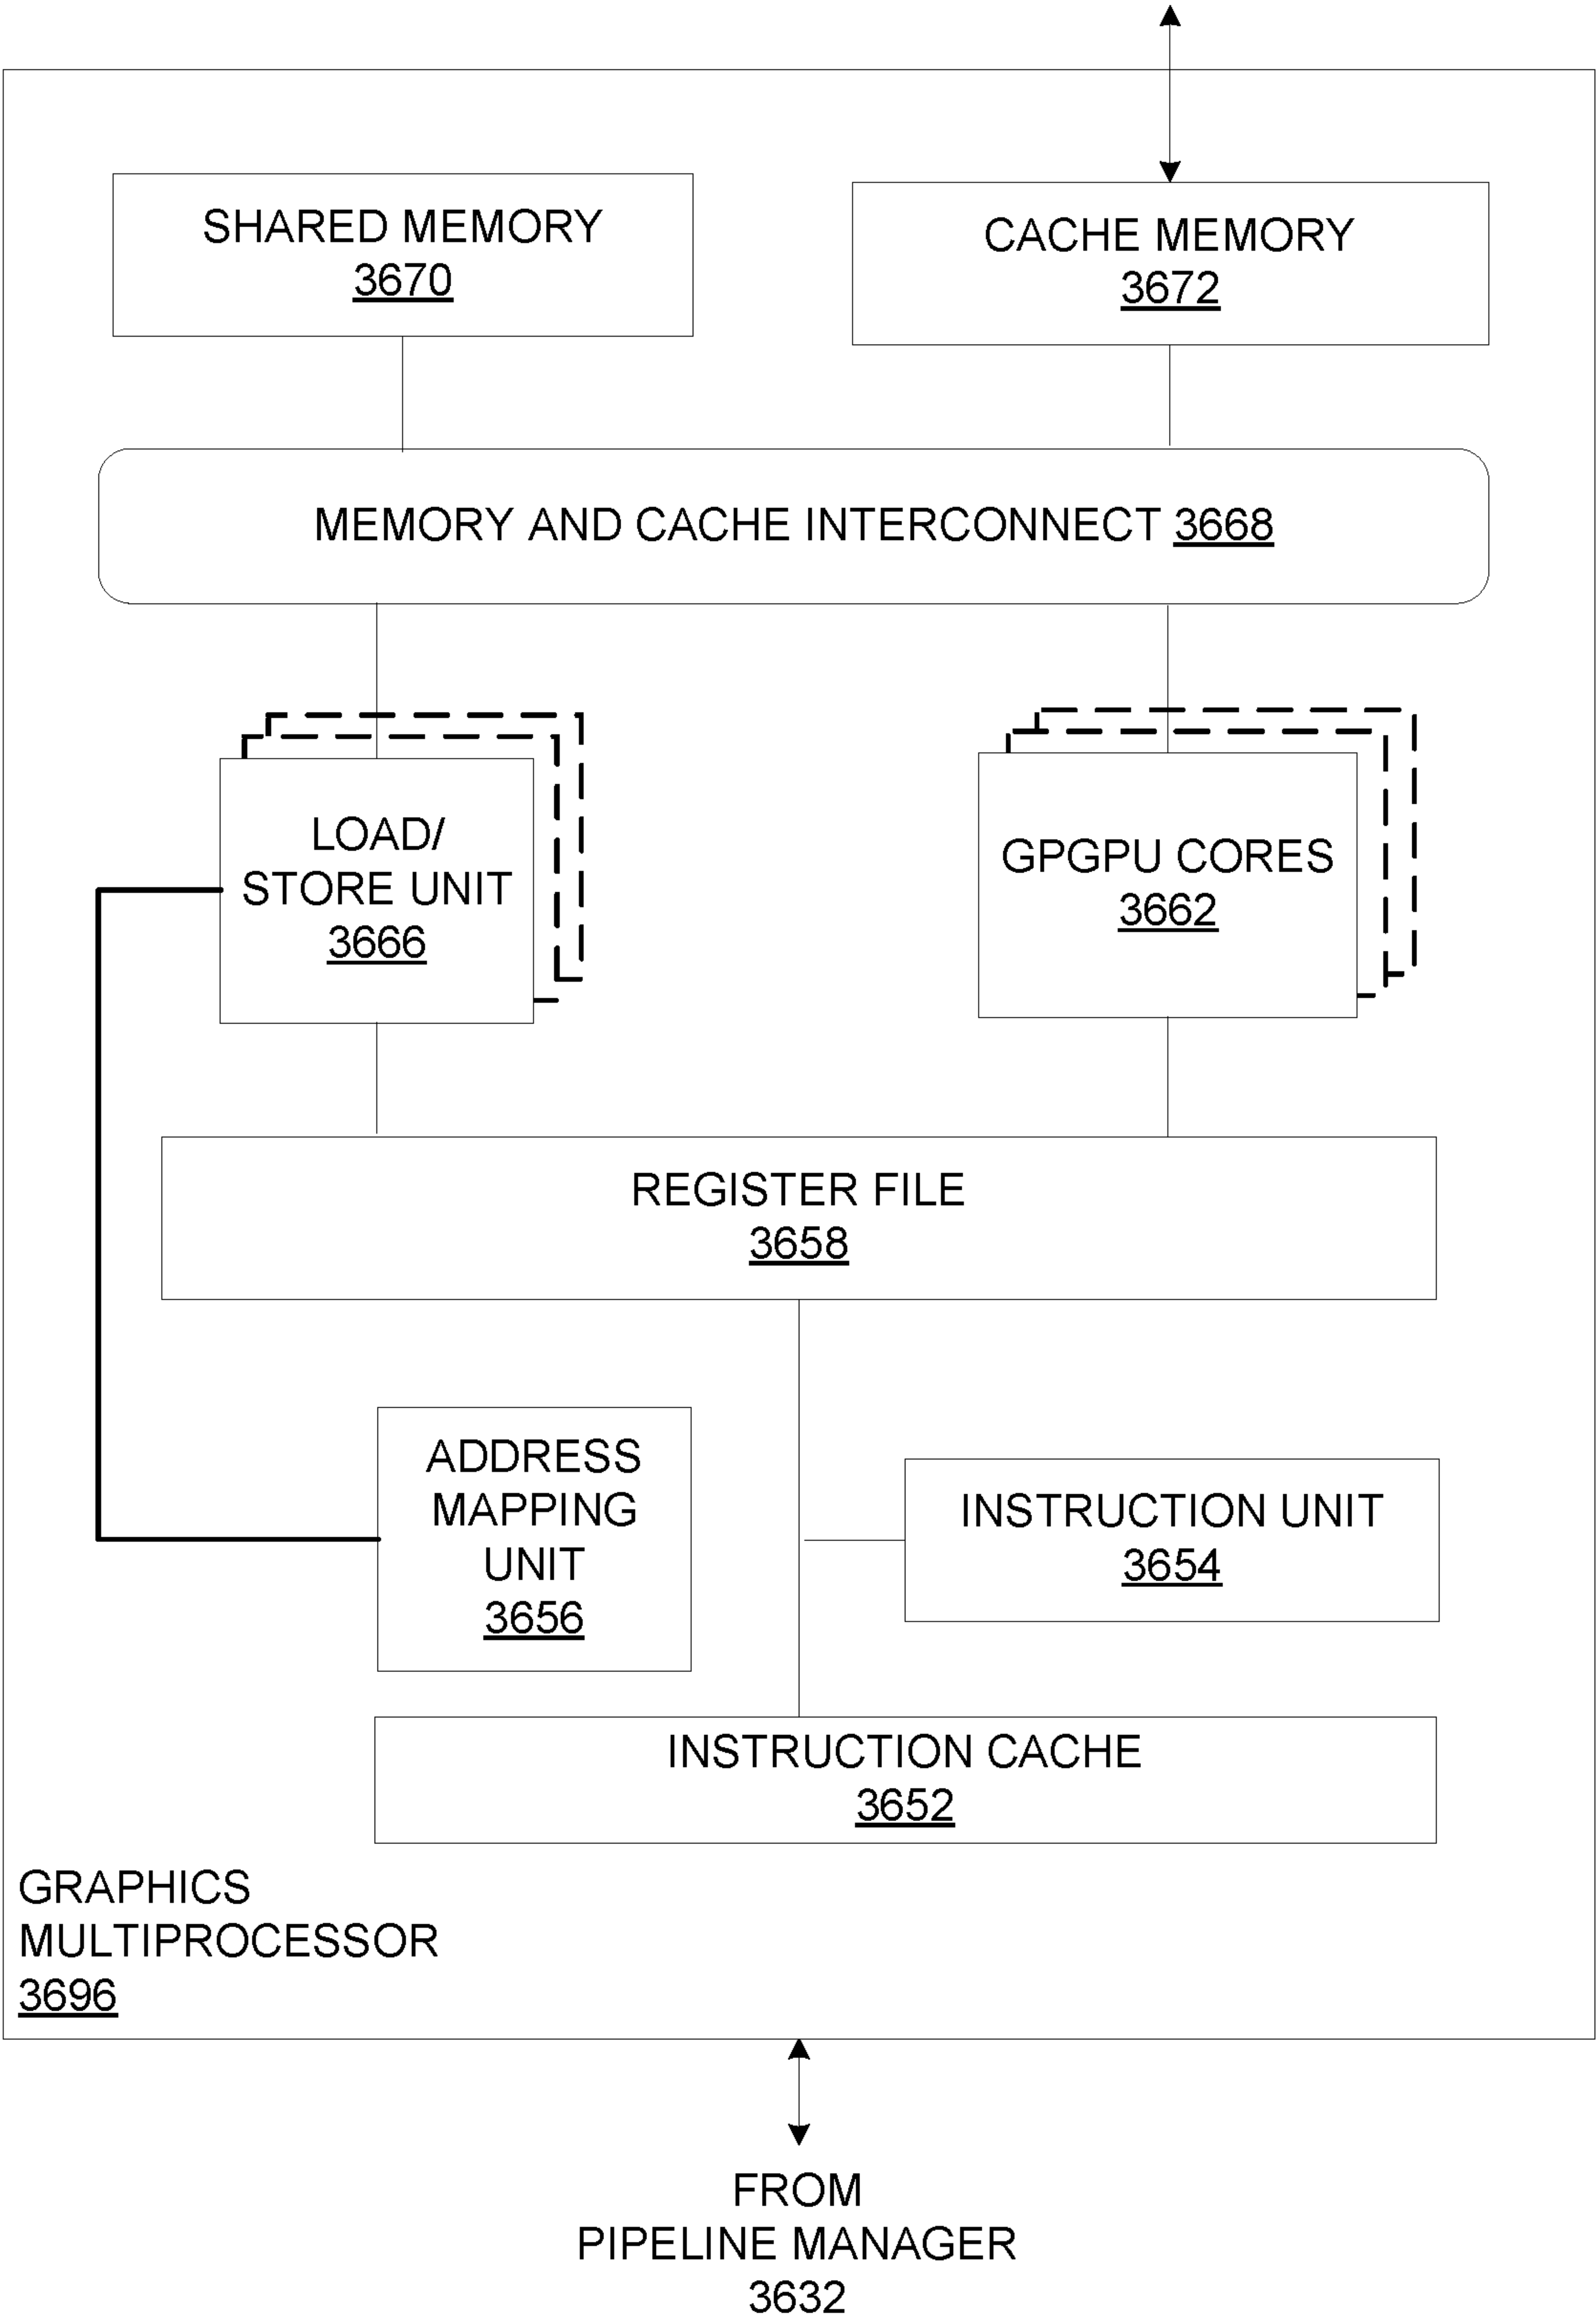 SHARED MEMORY
3670
CACHE MEMORY
3672
MEMORY AND CACHE INTERCONNECT 3668
LOAD/
STORE UNIT
3666
GPGPU CORES
3662
REGISTER FILE
3658
ADDRESS
MAPPING
UNIT
3656
INSTRUCTION UNIT
3654
INSTRUCTION CACHE
3652
GRAPHICS
MULTIPROCESSOR
3696
FROM
PIPELINE MANAGER
3632